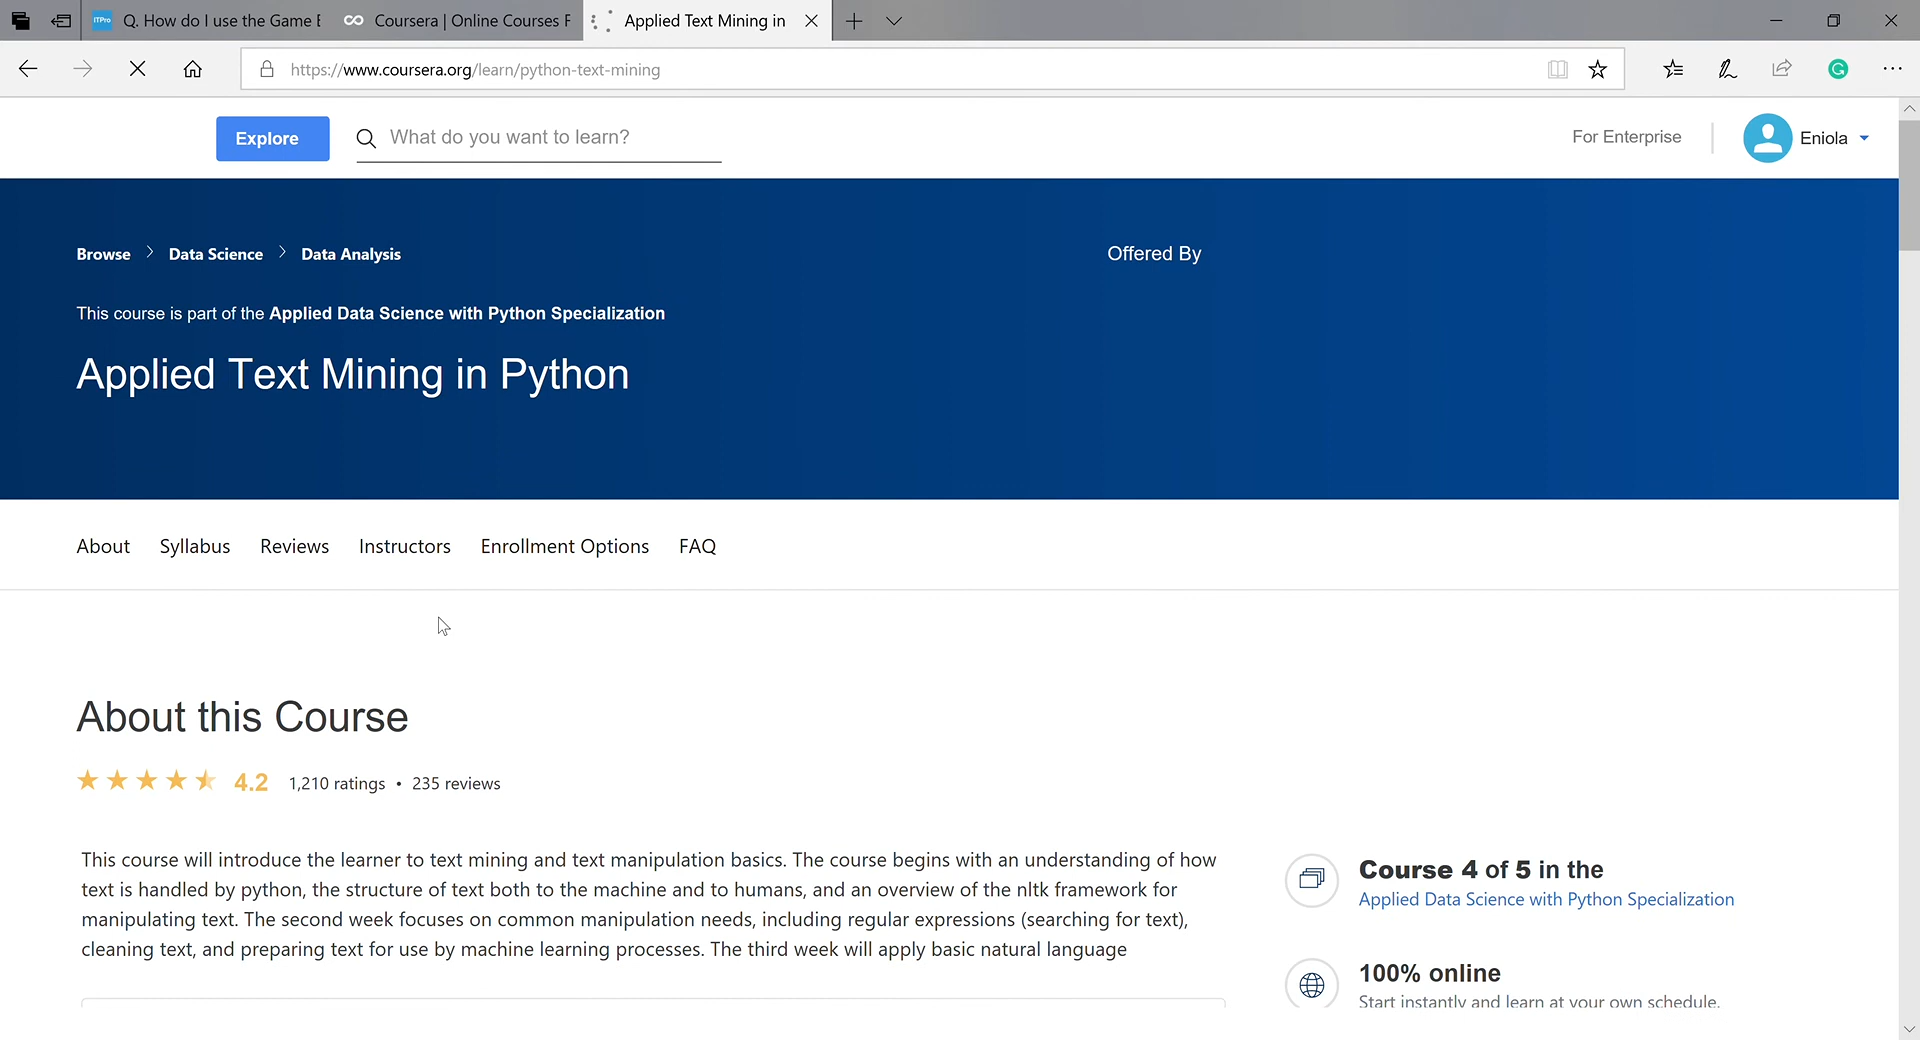 ITPro Q. How do I use the Game
Coursera | Online Courses F
Applied Text Mining in
https://www.coursera.org/learn/python-text-mining
Explore
What do you want to learn?
For Enterprise
Eniola
Browse > Data Science > Data Analysis
Offered By
This course is part of the Applied Data Science with Python Specialization
Applied Text Mining in Python
About Syllabus Reviews Instructors Enrollment Options FAQ
About this Course
4.2 1,210 ratings • 235 reviews
This course will introduce the learner to text mining and text manipulation basics. The course begins with an understanding of how
text is handled by python, the structure of text both to the machine and to humans, and an overview of the nltk framework for
manipulating text. The second week focuses on common manipulation needs, including regular expressions (searching for text),
cleaning text, and preparing text for use by machine learning processes. The third week will apply basic natural language
Course 4 of 5 in the
Applied Data Science with Python Specialization
100% online
Start instantly and learn at your own schedule.